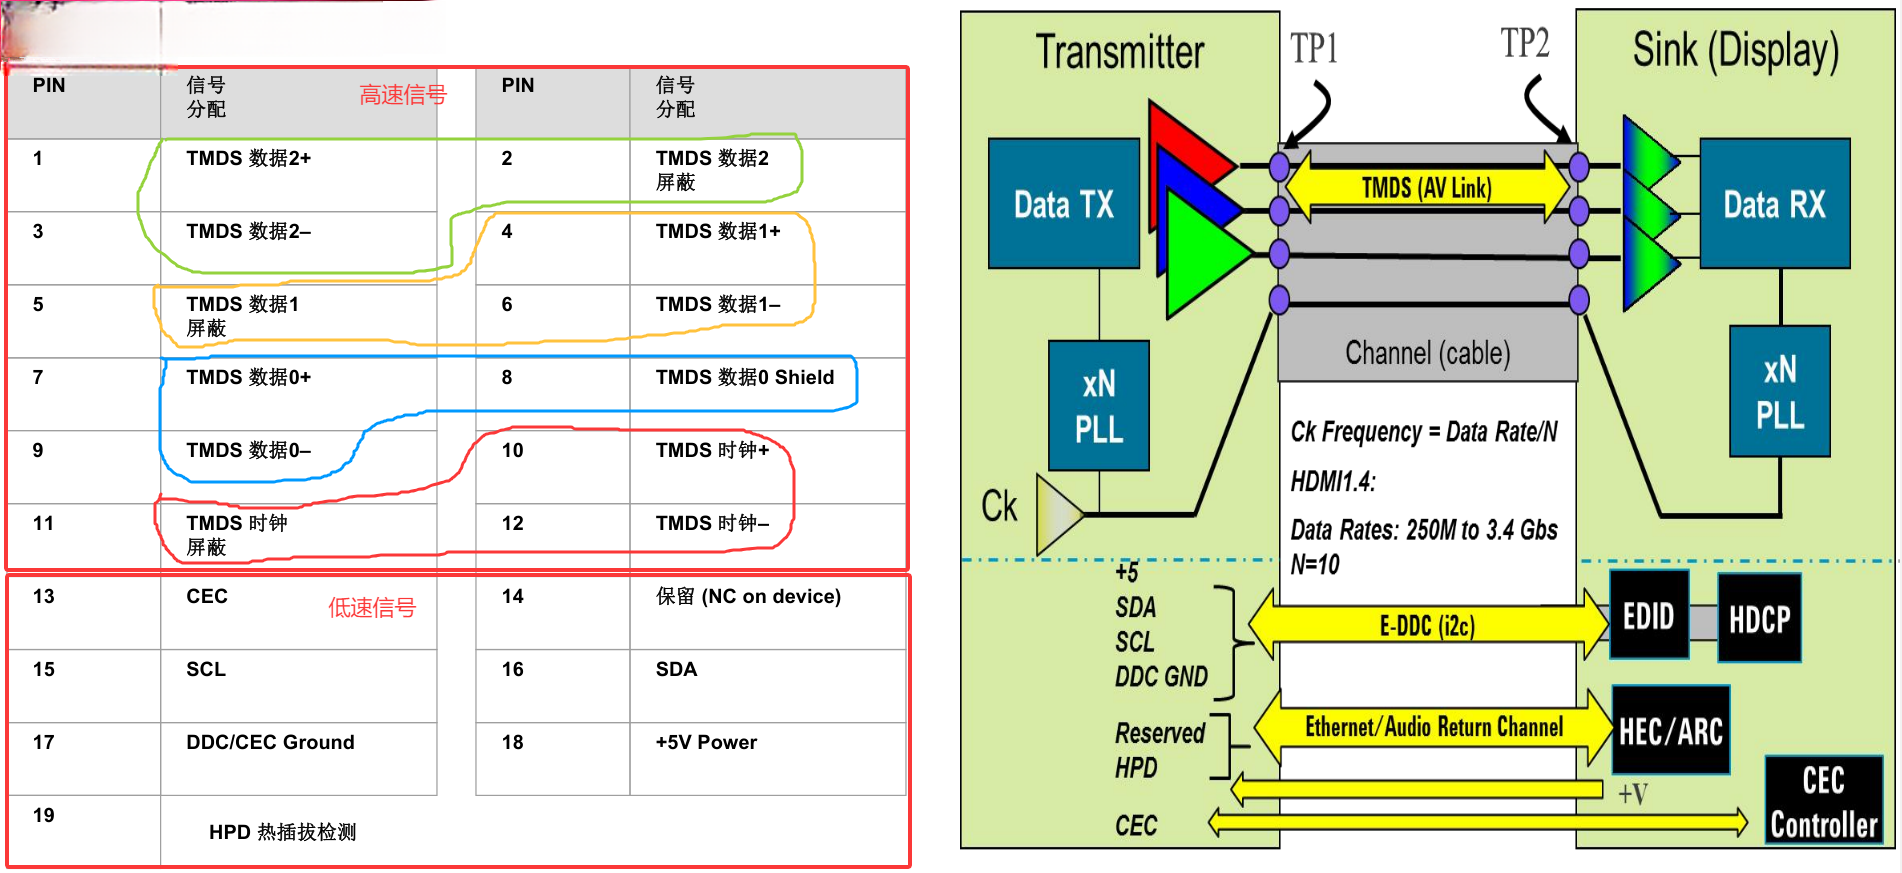 PIN
信号
分配
高速信号
PIN
信号
分配
1
TMDS 数据2+
2
TMDS 数据2
屏蔽
3
TMDS 数据2–
4
TMDS 数据1+
5
TMDS 数据1
屏蔽
6
TMDS 数据1–
7
TMDS 数据0+
8
TMDS 数据0 Shield
9
TMDS 数据0–
10
TMDS 时钟+
11
TMDS 时钟
屏蔽
12
TMDS 时钟–
13
CEC
低速信号
14
保留 (NC on device)
15
SCL
16
SDA
17
DDC/CEC Ground
18
+5V Power
19
HPD 热插拔检测
Transmitter
TP1
TP2
Sink (Display)
Data TX
TMDS (AV Link)
Data RX
Channel (cable)
xN
PLL
xN
PLL
Ck
Ck Frequency = Data Rate/N
HDMI1.4:
Data Rates: 250M to 3.4 Gbs
N=10
+5
SDA
SCL
DDC GND
E-DDC (i2c)
EDID
HDCP
Reserved
HPD
Ethernet/Audio Return Channel
HEC/ARC
+V
CEC
CEC
Controller